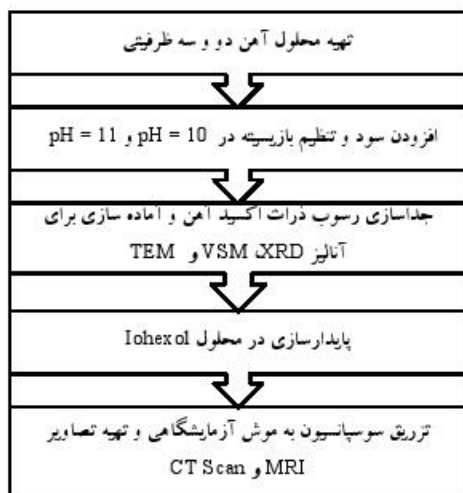 تهیه محلول آهن دو و سه ظرفیتی
افزودن سود و تنظیم بازیسیته در pH = 10 و pH = 11
جداسازی رسوب ذرات اکسید آهن و آماده سازی برای
آنالیز XRD، VSM و TEM
پایدارسازی در محلول Iohexol
تزریق سوسپانسیون به موش آزمایشگاهی و تهیه تصاویر
MRI و CT Scan